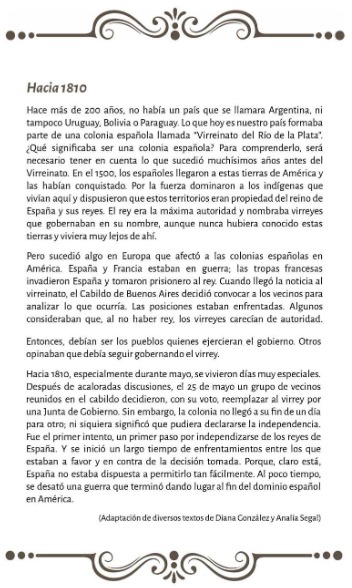 Hacia 1810
Hace más de 200 años, no había un país que se llamara Argentina, ni
tampoco Uruguay, Bolivia o Paraguay. Lo que hoy es nuestro país formaba
parte de una colonia española llamada "Virreinato del Río de la Plata".
¿Qué significaba ser una colonia española? Para comprenderlo, será
necesario tener en cuenta lo que sucedió muchísimos años antes del
Virreinato. En el 1500, los españoles llegaron a estas tierras de América y
las habían conquistado. Por la fuerza dominaron a los indígenas que
vivían aquí y dispusieron que estos territorios eran propiedad del reino de
España y sus reyes. El rey era la máxima autoridad y nombraba virreyes
que gobernaban en su nombre, aunque nunca hubiera conocido estas
tierras y viviera muy lejos de ahí.
Pero sucedió algo en Europa que afectó a las colonias españolas en
América. España y Francia estaban en guerra; las tropas francesas
invadieron España y tomaron prisionero al rey. Cuando llegó la noticia al
virreinato, el Cabildo de Buenos Aires decidió convocar a los vecinos para
analizar lo que ocurría. Las posiciones estaban enfrentadas. Algunos
consideraban que, al no haber rey, los virreyes carecían de autoridad.
Entonces, debían ser los pueblos quienes ejercieran el gobierno. Otros
opinaban que debía seguir gobernando el virrey.
Hacia 1810, especialmente durante mayo, se vivieron días muy especiales.
Después de acaloradas discusiones, el 25 de mayo un grupo de vecinos
reunidos en el cabildo decidieron, con su voto, reemplazar al virrey por
una Junta de Gobierno. Sin embargo, la colonia no llegó a su fin de un día
para otro; ni siquiera significó que pudiera declararse la independencia.
Fue el primer intento, un primer paso por independizarse de los reyes de
España. Y se inició un largo tiempo de enfrentamientos entre los que
estaban a favor y en contra de la decisión tomada. Porque, claro está,
España no estaba dispuesta a permitirlo tan fácilmente. Al poco tiempo,
se desató una guerra que terminó dando lugar al fin del dominio español
en América.
(Adaptación de diversos textos de Diana González y Analía Segal)